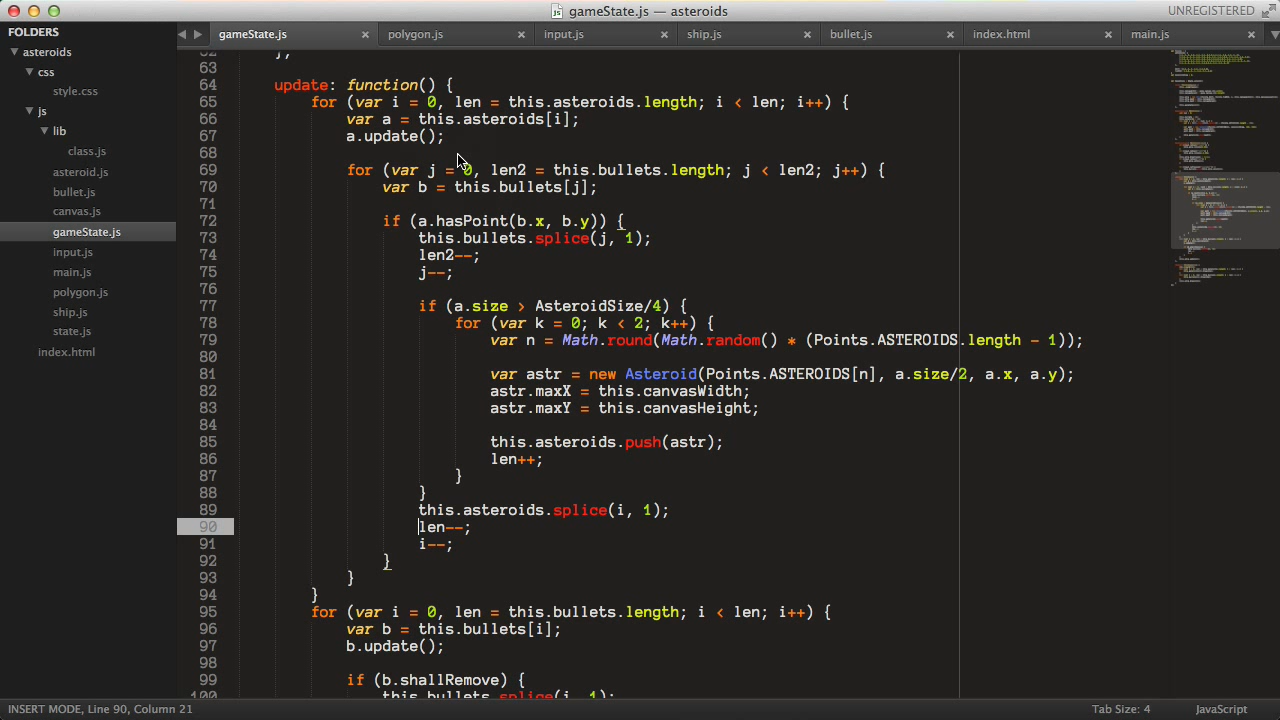 gameState.js — asteroids
UNREGISTERED
FOLDERS
asteroids
css
style.css
js
lib
class.js
asteroid.js
bullet.js
canvas.js
gameState.js
input.js
main.js
polygon.js
ship.js
state.js
index.html
gameState.js × polygon.js × input.js × ship.js × bullet.js × index.html × main.js ×
62 },
63
64 update: function() {
65 for (var i = 0, len = this.asteroids.length; i < len; i++) {
66 var a = this.asteroids[i];
67 a.update();
68
69 for (var j = 0, len2 = this.bullets.length; j < len2; j++) {
70 var b = this.bullets[j];
71
72 if (a.hasPoint(b.x, b.y)) {
73 this.bullets.splice(j, 1);
74 len2--;
75 j--;
76
77 if (a.size > AsteroidSize/4) {
78 for (var k = 0; k < 2; k++) {
79 var n = Math.round(Math.random() * (Points.ASTEROIDS.length - 1));
80
81 var astr = new Asteroid(Points.ASTEROIDS[n], a.size/2, a.x, a.y);
82 astr.maxX = this.canvasWidth;
83 astr.maxY = this.canvasHeight;
84
85 this.asteroids.push(astr);
86 len++;
87 }
88 }
89 this.asteroids.splice(i, 1);
90 len--;
91 i--;
92 }
93 }
94 }
95 for (var i = 0, len = this.bullets.length; i < len; i++) {
96 var b = this.bullets[i];
97 b.update();
98
99 if (b.shallRemove) {
100 this.bullets.splice(i, 1);
INSERT MODE, Line 90, Column 21
Tab Size: 4
JavaScript